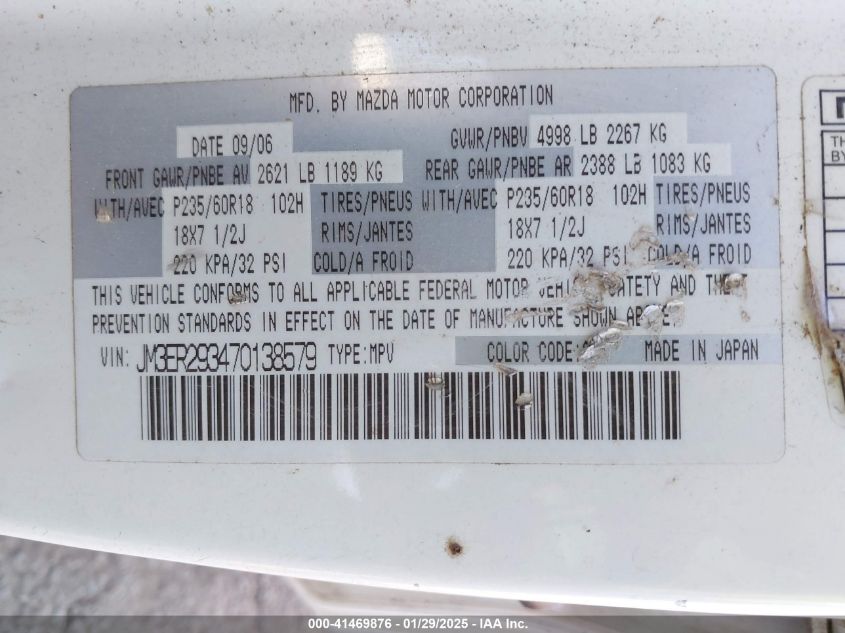 MFD. BY MAZDA MOTOR CORPORATION
DATE 09/06 GVWR/PNBV 4998 LB 2267 KG
FRONT GAWR/PNBE AV 2621 LB 1189 KG REAR GAWR/PNBE AR 2388 LB 1083 KG
WITH/AVEC P235/60R18 102H TIRES/PNEUS WITH/AVEC P235/60R18 102H TIRES/PNEUS
18X7 1/2J RIMS/JANTES 18X7 1/2J RIMS/JANTES
220 KPA/32 PSI COLD/A FROID 220 KPA/32 PSI COLD/A FROID
THIS VEHICLE CONFORMS TO ALL APPLICABLE FEDERAL MOTOR VEHICLE SAFETY AND THEFT
PREVENTION STANDARDS IN EFFECT ON THE DATE OF MANUFACTURE SHOWN ABOVE.
VIN: JM3ER293470138579 TYPE:MPV COLOR CODE: MADE IN JAPAN
TH
BY
000-41469876 - 01/29/2025 - IAA Inc.